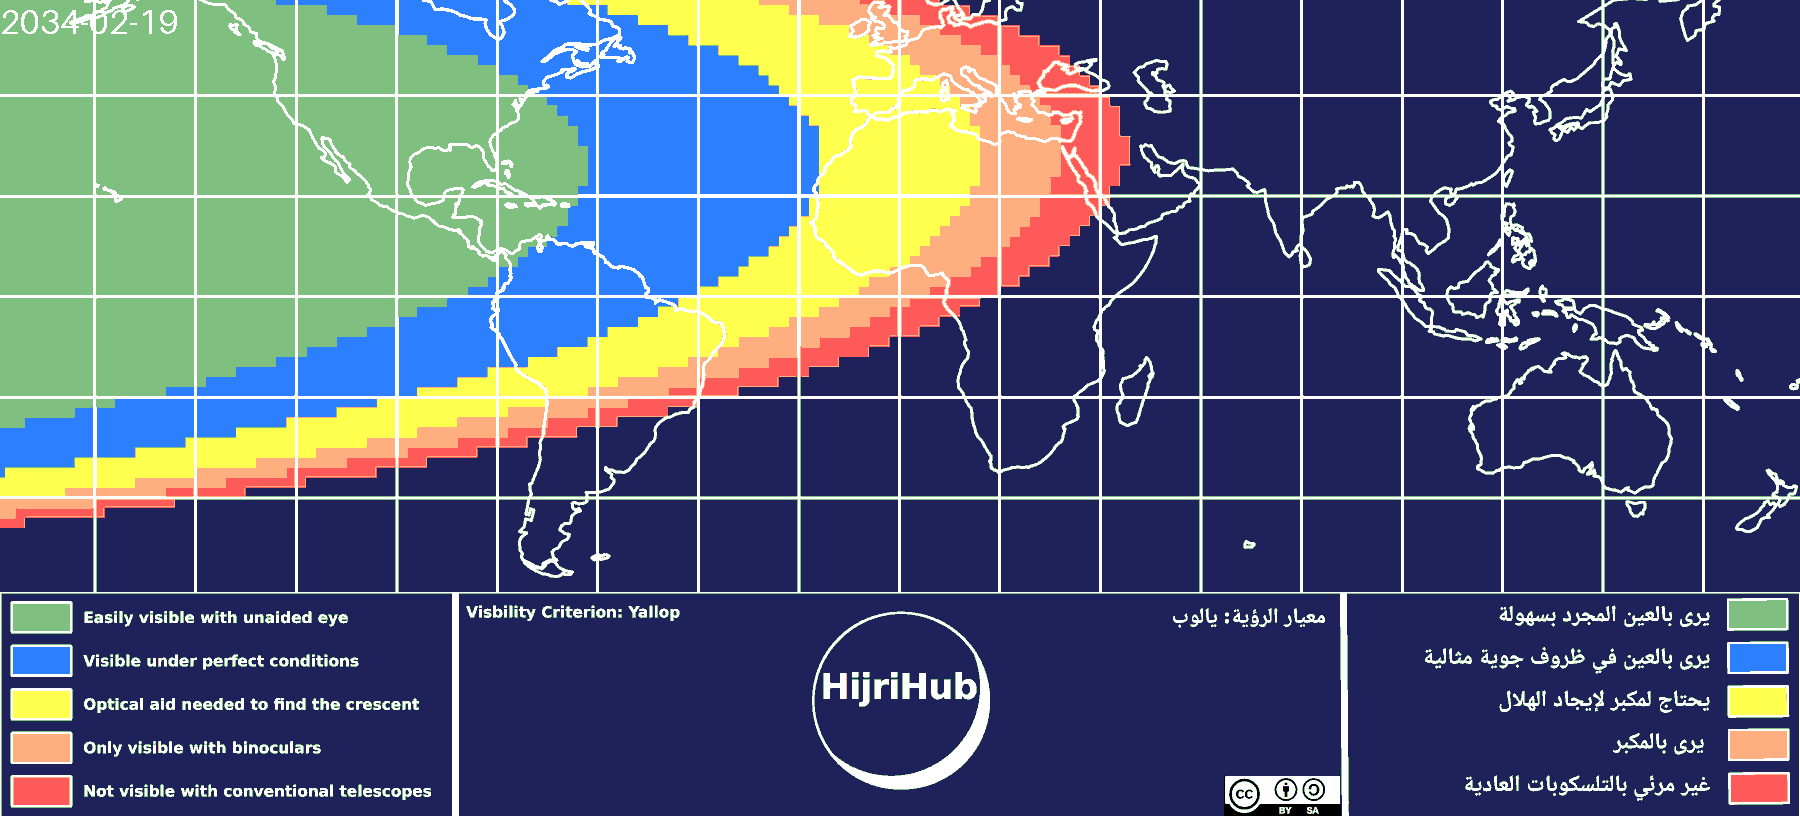 2034-02-19
Easily visible with unaided eye
Visible under perfect conditions
Optical aid needed to find the crescent
Only visible with binoculars
Not visible with conventional telescopes
Visbility Criterion: Yallop
معيار الرؤية: يالوب
HijriHub
cc
BY SA
يرى بالعين المجرد بسهولة
يرى بالعين في ظروف جوية مثالية
يحتاج لمكبر لإيجاد الهلال
يرى بالمكبر
غير مرئي بالتلسكوبات العادية